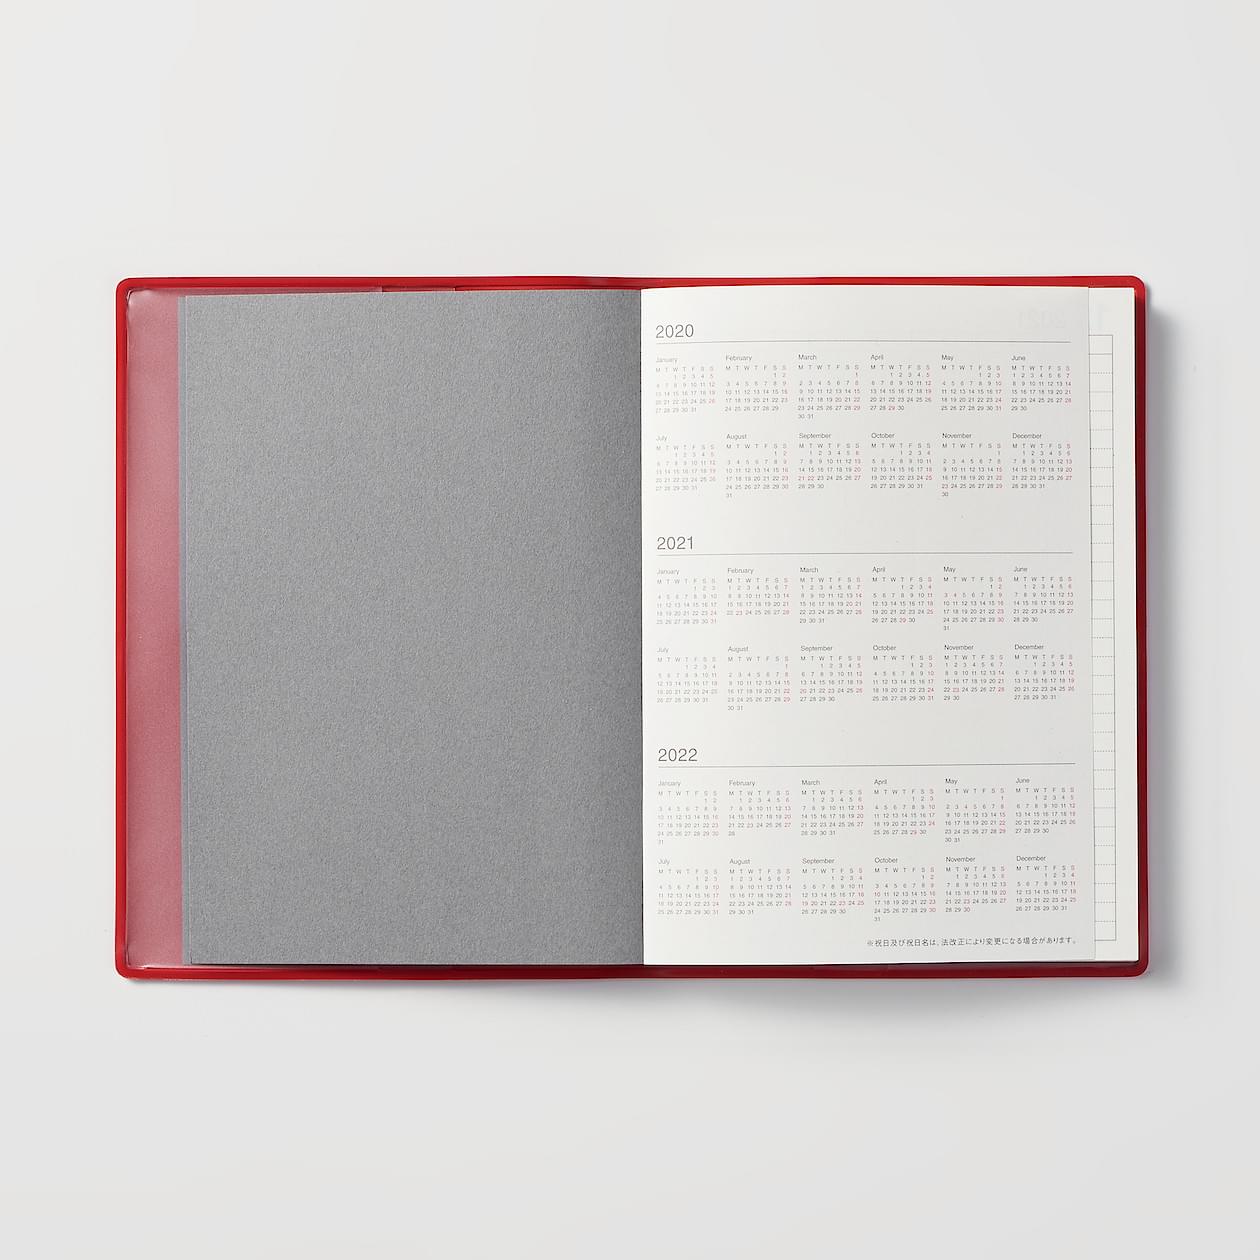 2020
January February March April May June
M T W T F S S M T W T F S S M T W T F S S M T W T F S S M T W T F S S M T W T F S S
1 2 3 4 5 1 2 1 1 2 3 4 5 1 2 3 1 2 3 4 5 6 7
6 7 8 9 10 11 12 3 4 5 6 7 8 9 2 3 4 5 6 7 8 6 7 8 9 10 11 12 4 5 6 7 8 9 10 8 9 10 11 12 13 14
13 14 15 16 17 18 19 10 11 12 13 14 15 16 9 10 11 12 13 14 15 13 14 15 16 17 18 19 11 12 13 14 15 16 17 15 16 17 18 19 20 21
20 21 22 23 24 25 26 17 18 19 20 21 22 23 16 17 18 19 20 21 22 20 21 22 23 24 25 26 18 19 20 21 22 23 24 22 23 24 25 26 27 28
27 28 29 30 31 24 25 26 27 28 29 23 24 25 26 27 28 29 27 28 29 30 25 26 27 28 29 30 31 29 30
30 31
July August September October November December
M T W T F S S M T W T F S S M T W T F S S M T W T F S S M T W T F S S M T W T F S S
1 2 3 4 5 1 2 1 2 3 4 5 6 1 2 3 4 1 1 2 3 4 5 6
6 7 8 9 10 11 12 3 4 5 6 7 8 9 7 8 9 10 11 12 13 5 6 7 8 9 10 11 2 3 4 5 6 7 8 7 8 9 10 11 12 13
13 14 15 16 17 18 19 10 11 12 13 14 15 16 14 15 16 17 18 19 20 12 13 14 15 16 17 18 9 10 11 12 13 14 15 14 15 16 17 18 19 20
20 21 22 23 24 25 26 17 18 19 20 21 22 23 21 22 23 24 25 26 27 19 20 21 22 23 24 25 16 17 18 19 20 21 22 21 22 23 24 25 26 27
27 28 29 30 31 24 25 26 27 28 29 30 28 29 30 26 27 28 29 30 31 23 24 25 26 27 28 29 28 29 30 31
31 30
2021
January February March April May June
M T W T F S S M T W T F S S M T W T F S S M T W T F S S M T W T F S S M T W T F S S
1 2 3 1 2 3 4 5 6 7 1 2 3 4 5 6 7 1 2 3 4 1 2 1 2 3 4 5 6
4 5 6 7 8 9 10 8 9 10 11 12 13 14 8 9 10 11 12 13 14 5 6 7 8 9 10 11 3 4 5 6 7 8 9 7 8 9 10 11 12 13
11 12 13 14 15 16 17 15 16 17 18 19 20 21 15 16 17 18 19 20 21 12 13 14 15 16 17 18 10 11 12 13 14 15 16 14 15 16 17 18 19 20
18 19 20 21 22 23 24 22 23 24 25 26 27 28 22 23 24 25 26 27 28 19 20 21 22 23 24 25 17 18 19 20 21 22 23 21 22 23 24 25 26 27
25 26 27 28 29 30 31 29 30 31 26 27 28 29 30 24 25 26 27 28 29 30 28 29 30
31
July August September October November December
M T W T F S S M T W T F S S M T W T F S S M T W T F S S M T W T F S S M T W T F S S
1 2 3 4 1 1 2 3 4 5 1 2 3 1 2 3 4 5 6 7 1 2 3 4 5
5 6 7 8 9 10 11 2 3 4 5 6 7 8 6 7 8 9 10 11 12 4 5 6 7 8 9 10 8 9 10 11 12 13 14 6 7 8 9 10 11 12
12 13 14 15 16 17 18 9 10 11 12 13 14 15 13 14 15 16 17 18 19 11 12 13 14 15 16 17 15 16 17 18 19 20 21 13 14 15 16 17 18 19
19 20 21 22 23 24 25 16 17 18 19 20 21 22 20 21 22 23 24 25 26 18 19 20 21 22 23 24 22 23 24 25 26 27 28 20 21 22 23 24 25 26
26 27 28 29 30 31 23 24 25 26 27 28 29 27 28 29 30 25 26 27 28 29 30 31 29 30 27 28 29 30 31
30 31
2022
January February March April May June
M T W T F S S M T W T F S S M T W T F S S M T W T F S S M T W T F S S M T W T F S S
1 2 1 2 3 4 5 6 1 2 3 4 5 6 1 2 3 1 1 2 3 4 5
3 4 5 6 7 8 9 7 8 9 10 11 12 13 7 8 9 10 11 12 13 4 5 6 7 8 9 10 2 3 4 5 6 7 8 6 7 8 9 10 11 12
10 11 12 13 14 15 16 14 15 16 17 18 19 20 14 15 16 17 18 19 20 11 12 13 14 15 16 17 9 10 11 12 13 14 15 13 14 15 16 17 18 19
17 18 19 20 21 22 23 21 22 23 24 25 26 27 21 22 23 24 25 26 27 18 19 20 21 22 23 24 16 17 18 19 20 21 22 20 21 22 23 24 25 26
24 25 26 27 28 29 30 28 28 29 30 31 25 26 27 28 29 30 23 24 25 26 27 28 29 27 28 29 30
31 30 31
July August September October November December
M T W T F S S M T W T F S S M T W T F S S M T W T F S S M T W T F S S M T W T F S S
1 2 3 1 2 3 4 5 6 7 1 2 3 4 1 2 1 2 3 4 5 6 1 2 3 4
4 5 6 7 8 9 10 8 9 10 11 12 13 14 5 6 7 8 9 10 11 3 4 5 6 7 8 9 7 8 9 10 11 12 13 5 6 7 8 9 10 11
11 12 13 14 15 16 17 15 16 17 18 19 20 21 12 13 14 15 16 17 18 10 11 12 13 14 15 16 14 15 16 17 18 19 20 12 13 14 15 16 17 18
18 19 20 21 22 23 24 22 23 24 25 26 27 28 19 20 21 22 23 24 25 17 18 19 20 21 22 23 21 22 23 24 25 26 27 19 20 21 22 23 24 25
25 26 27 28 29 30 31 29 30 31 26 27 28 29 30 24 25 26 27 28 29 30 28 29 30 26 27 28 29 30 31
31
※祝日及び祝日名は、法改正により変更になる場合があります。